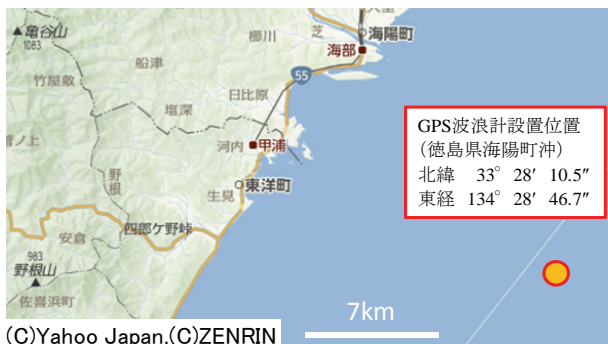 亀谷山
1083
櫛川
芝
海陽町
海部
船津
竹屋敷
55
日比原
塩深
河内
甲浦
野根
生見
東洋町
四郎ケ野峠
安倉
983
野根山
佐喜浜町
GPS波浪計設置位置
(徳島県海陽町沖)
北緯 33° 28′ 10.5″
東経 134° 28′ 46.7″
7km
(C)Yahoo Japan,(C)ZENRIN